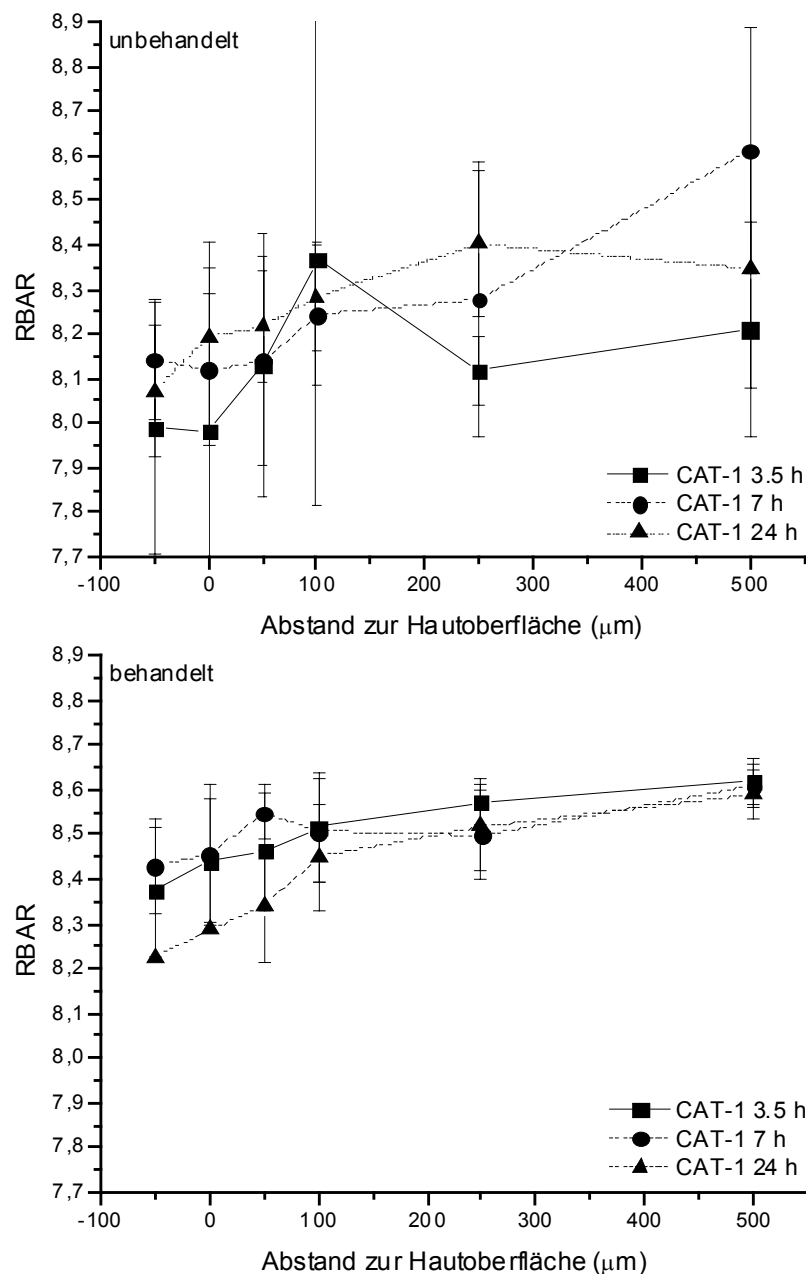 unbehandelt
RBAR
8,9
8,8
8,7
8,6
8,5
8,4
8,3
8,2
8,1
8,0
7,9
7,8
7,7
CAT-1 3.5 h
CAT-1 7 h
CAT-1 24 h
-100 0 100 200 300 400 500
Abstand zur Hautoberfläche (μm)
behandelt
RBAR
8,9
8,8
8,7
8,6
8,5
8,4
8,3
8,2
8,1
8,0
7,9
7,8
7,7
CAT-1 3.5 h
CAT-1 7 h
CAT-1 24 h
-100 0 100 200 300 400 500
Abstand zur Hautoberfläche (μm)